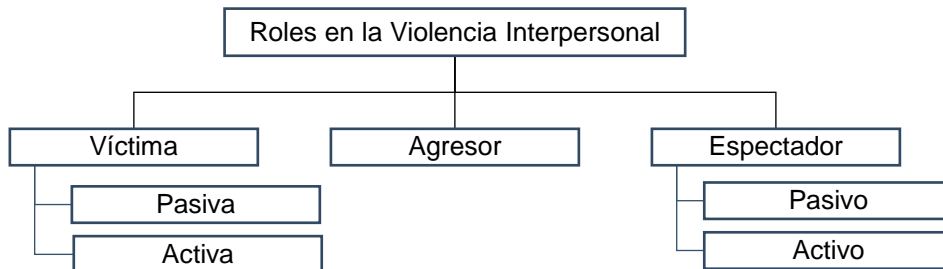 Roles en la Violencia Interpersonal
Víctima
Pasiva
Activa
Agresor
Espectador
Pasivo
Activo